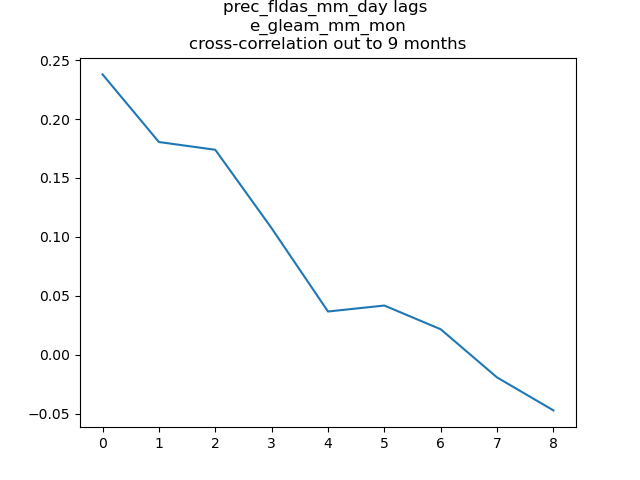 prec_fldas_mm_day lags
e_gleam_mm_mon
cross-correlation out to 9 months
0.25
0.20
0.15
0.10
0.05
0.00
−0.05
0 1 2 3 4 5 6 7 8